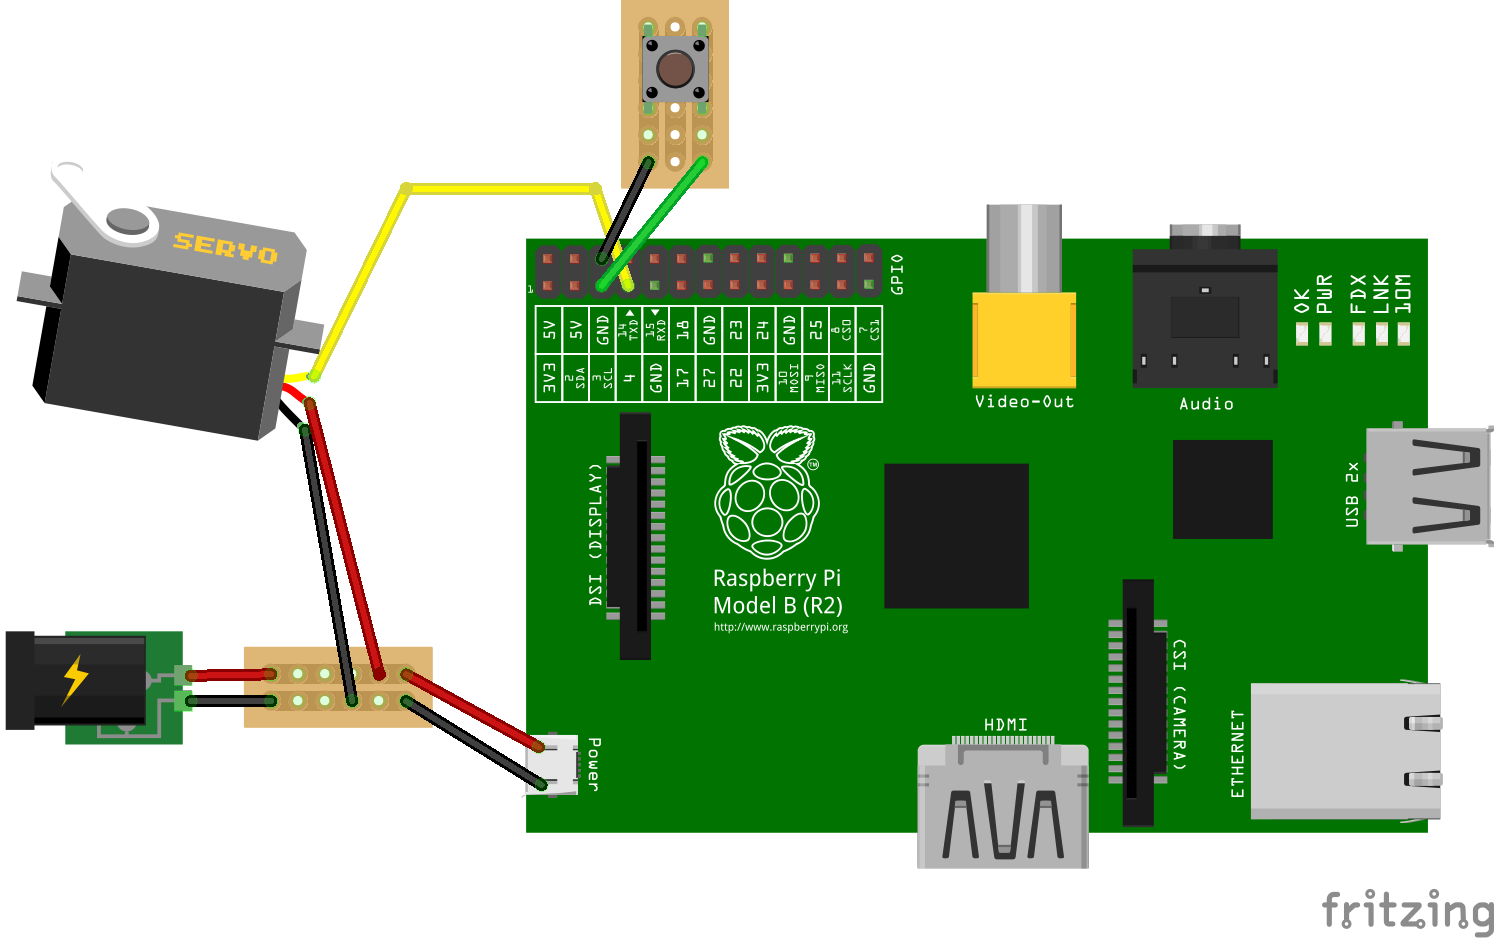 SERVO
1
GPIO
5V 5V GND 14 TXD 15 RXD 18 GND 23 24 GND 25 8 CS0 7 CS1
3V3 2 SDA 3 SCL 4 GND 17 27 22 3V3 10 MOSI 9 MISO 11 SCLK GND
OK PWR FDX LNK 10M
Video-Out
Audio
DSI (DISPLAY)
TM
Raspberry Pi
Model B (R2)
http://www.raspberrypi.org
USB 2x
CSI (CAMERA)
ETHERNET
HDMI
Power
fritzing